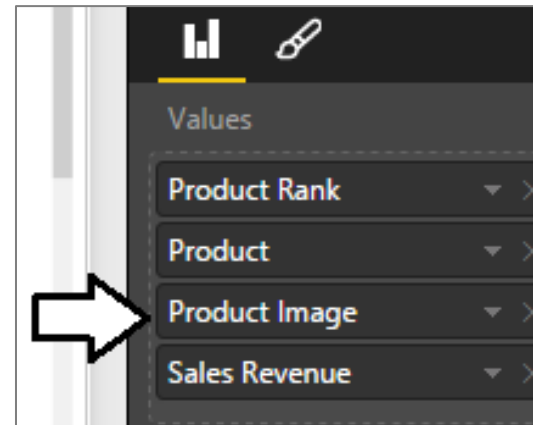 Values
Product Rank
Product
Product Image
Sales Revenue